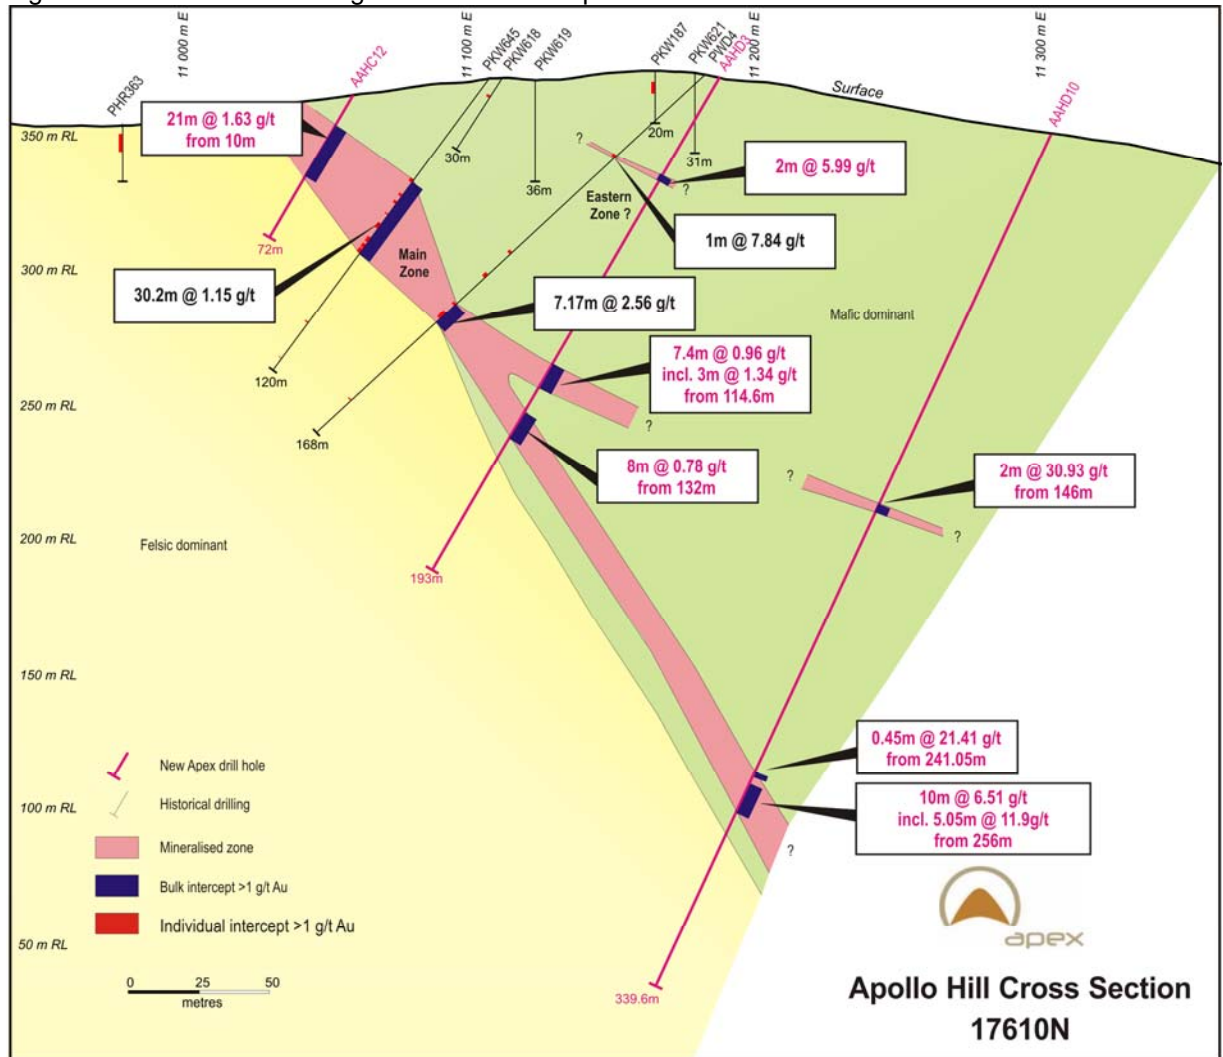 11 000 m E
11 100 m E
11 200 m E
11 300 m E
PHR363
AAHC12
PKW645
PKW618
PKW619
PKW187
PKW621
PWD4
AAHD3
AAHD10
Surface
350 m RL
300 m RL
250 m RL
200 m RL
150 m RL
100 m RL
50 m RL
21m @ 1.63 g/t
from 10m
72m
30m
36m
20m
31m
?
?
2m @ 5.99 g/t
Eastern
Zone ?
1m @ 7.84 g/t
Main
Zone
30.2m @ 1.15 g/t
7.17m @ 2.56 g/t
Mafic dominant
7.4m @ 0.96 g/t
incl. 3m @ 1.34 g/t
from 114.6m
120m
168m
?
8m @ 0.78 g/t
from 132m
?
2m @ 30.93 g/t
from 146m
?
Felsic dominant
193m
0.45m @ 21.41 g/t
from 241.05m
10m @ 6.51 g/t
incl. 5.05m @ 11.9g/t
from 256m
?
New Apex drill hole
Historical drilling
Mineralised zone
Bulk intercept >1 g/t Au
Individual intercept >1 g/t Au
0 25 50
metres
339.6m
apex
Apollo Hill Cross Section
17610N